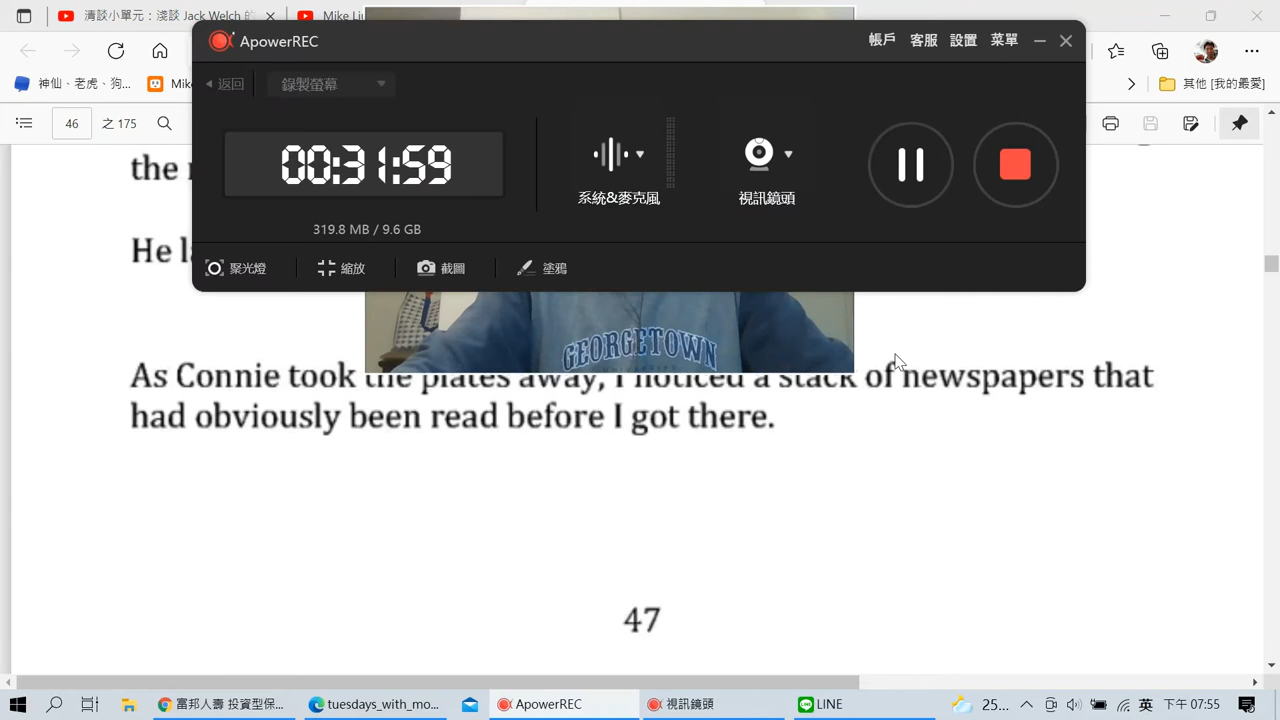 淸談小單元：淺談 Jack Welch
Mike Li
ApowerREC
帳戶 客服 設置 菜單
神仙、老虎、狗...
Mike
其他 [我的最愛]
返回
錄製螢幕
46 之 175
00:31:59
系統&麥克風
視訊鏡頭
the
319.8 MB / 9.6 GB
He
聚光燈 縮放 截圖 塗鴉
GEORGETOWN
As Connie took the plates away, I noticed a stack of newspapers that
had obviously been read before I got there.
47
富邦人壽 投資型保...
tuesdays_with_mo...
ApowerREC
視訊鏡頭
LINE
25...
英
下午 07:55